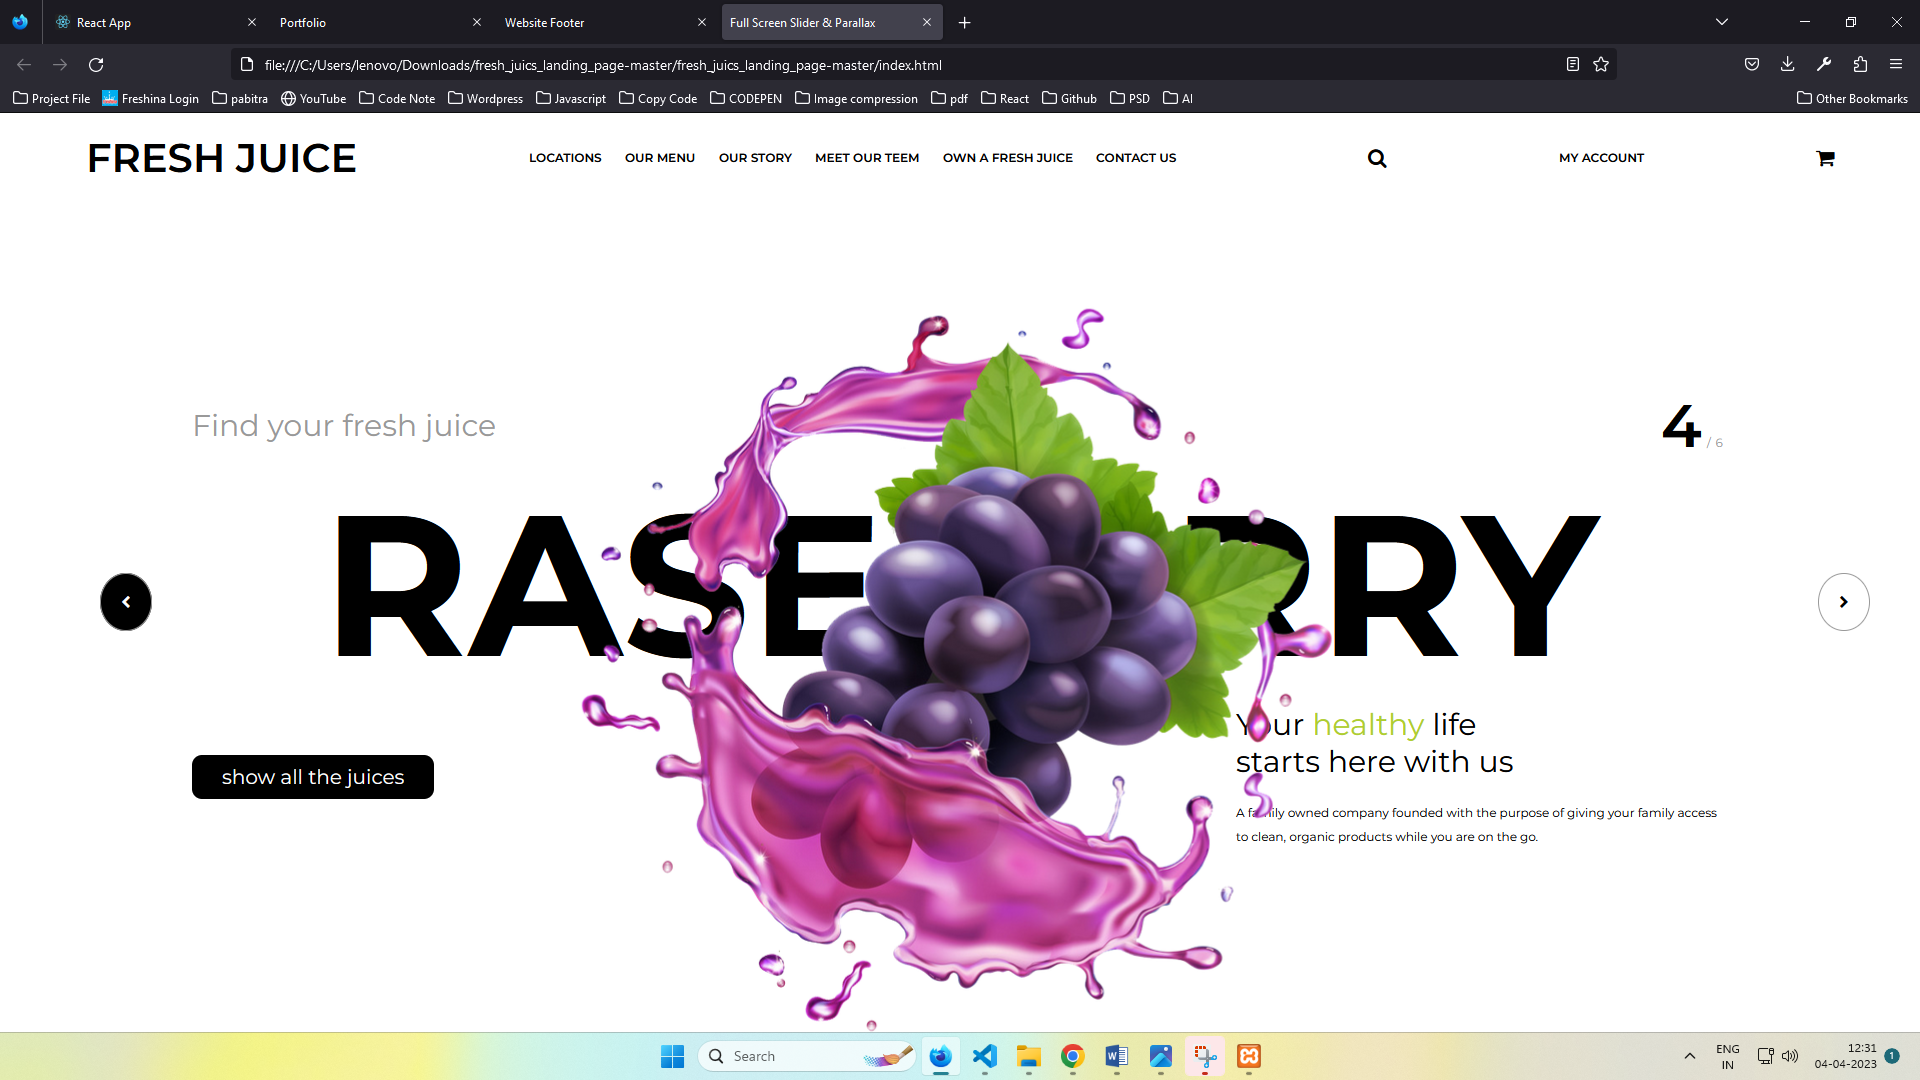 React App
Portfolio
Website Footer
Full Screen Slider & Parallax
file:///C:/Users/lenovo/Downloads/fresh_juics_landing_page-master/fresh_juics_landing_page-master/index.html
Project File Freshina Login pabitra YouTube Code Note Wordpress Javascript Copy Code CODEPEN Image compression pdf React Github PSD AI Other Bookmarks
FRESH JUICE LOCATIONS OUR MENU OUR STORY MEET OUR TEEM OWN A FRESH JUICE CONTACT US MY ACCOUNT
Find your fresh juice
4 / 6
RASE RRY
Your healthy life
starts here with us
show all the juices
A family owned company founded with the purpose of giving your family access
to clean, organic products while you are on the go.
Search
W
ENG
IN
12:31
04-04-2023
1